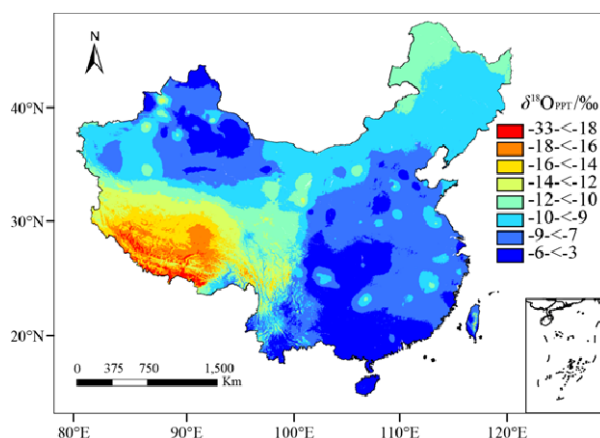 N
40°N
30°N
20°N
δ¹⁸O_PPT/‰
-33-<-18
-18-<-16
-16-<-14
-14-<-12
-12-<-10
-10-<-9
-9-<-7
-6-<-3
0 375 750 1,500
Km
80°E 90°E 100°E 110°E 120°E